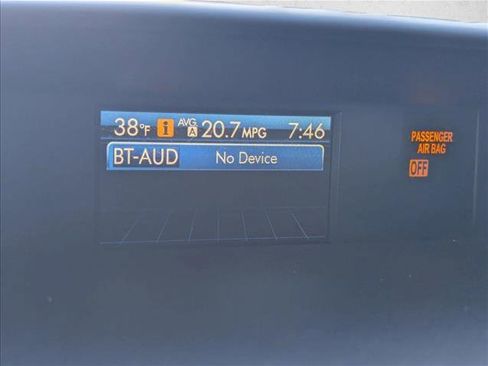 38°F i AVG A 20.7 MPG 7:46
BT-AUD No Device
PASSENGER
AIR BAG
OFF